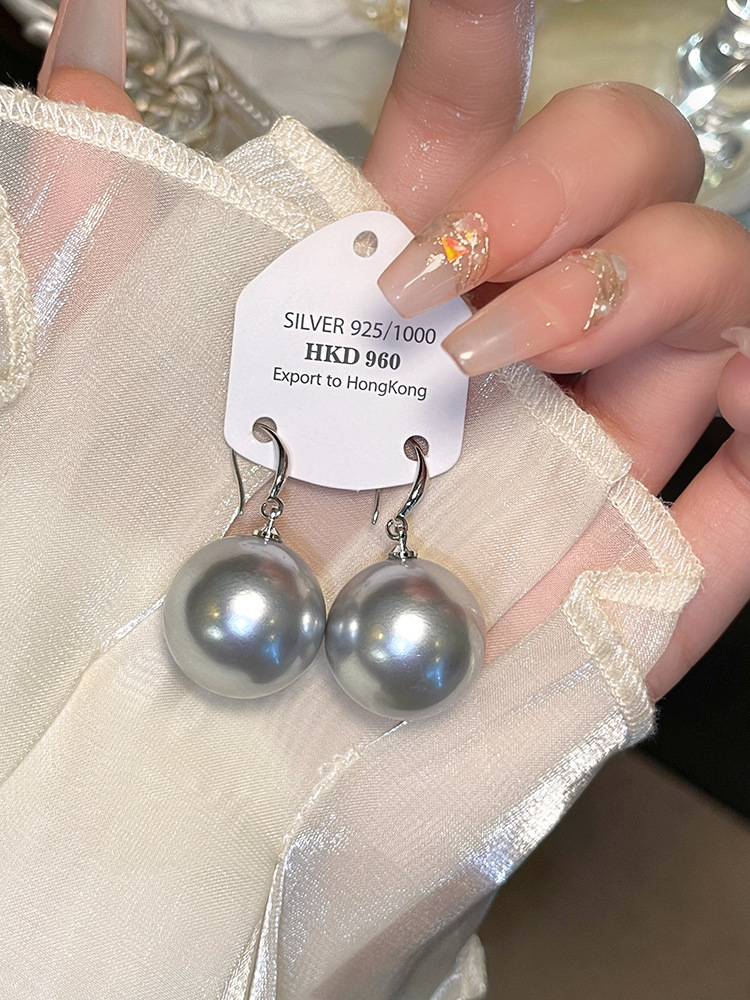 SILVER 925/1000
HKD 960
Export to HongKong